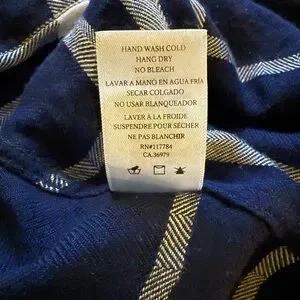 HAND WASH COLD
HANG DRY
NO BLEACH
LAVAR A MANO EN AGUA FRIA
SECAR COLGADO
NO USAR BLANQUEADOR
LAVER À LA FROIDE
SUSPENDRE POUR SÉCHER
NE PAS BLANCHIR
RN#117784
CA.36979